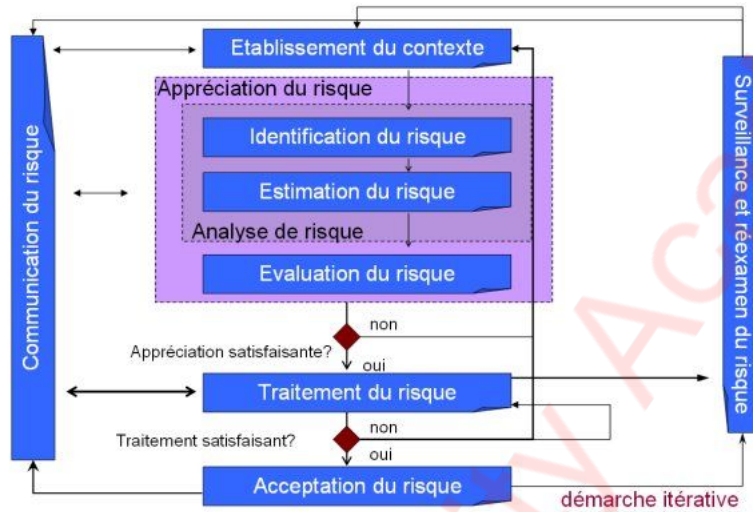 Etablissement du contexte
Appréciation du risque
Identification du risque
Estimation du risque
Analyse de risque
Evaluation du risque
non
Appréciation satisfaisante?
oui
Traitement du risque
non
Traitement satisfaisant?
oui
Acceptation du risque
démarche itérative
Communication du risque
Surveillance et réexamen du risque